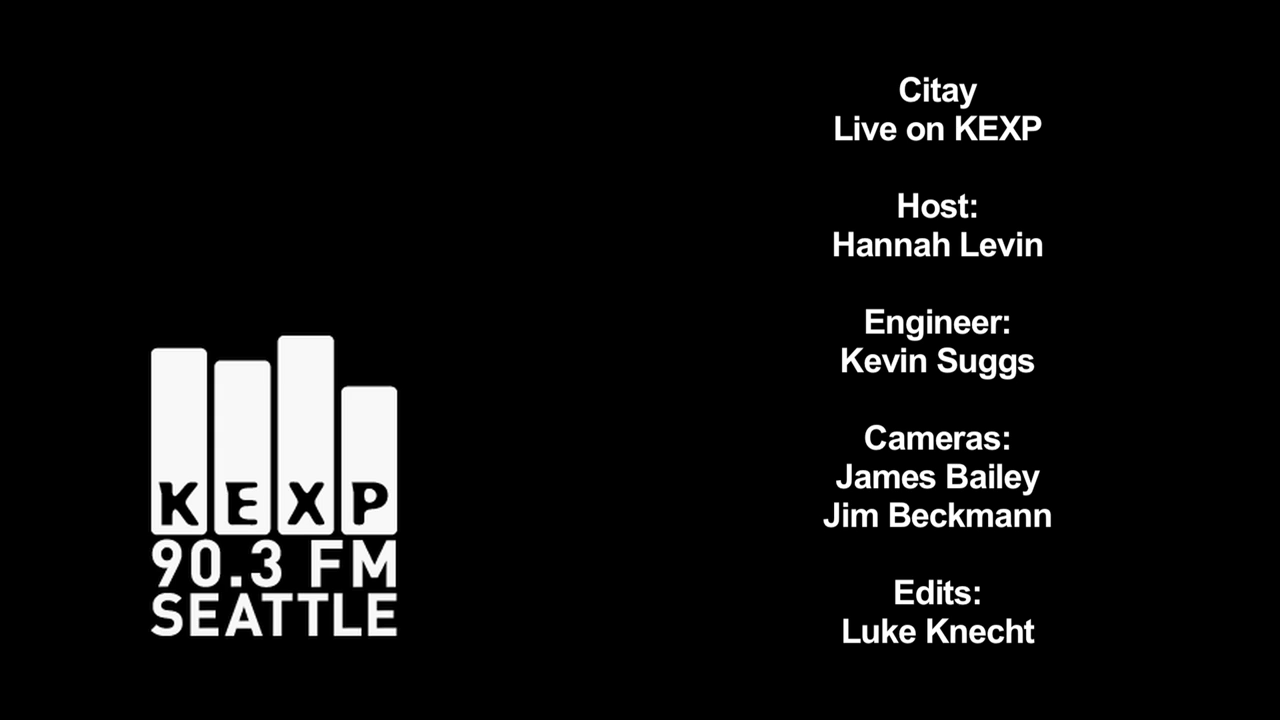 Citay
Live on KEXP
Host:
Hannah Levin
Engineer:
Kevin Suggs
Cameras:
James Bailey
Jim Beckmann
Edits:
Luke Knecht
KEXP
90.3 FM
SEATTLE